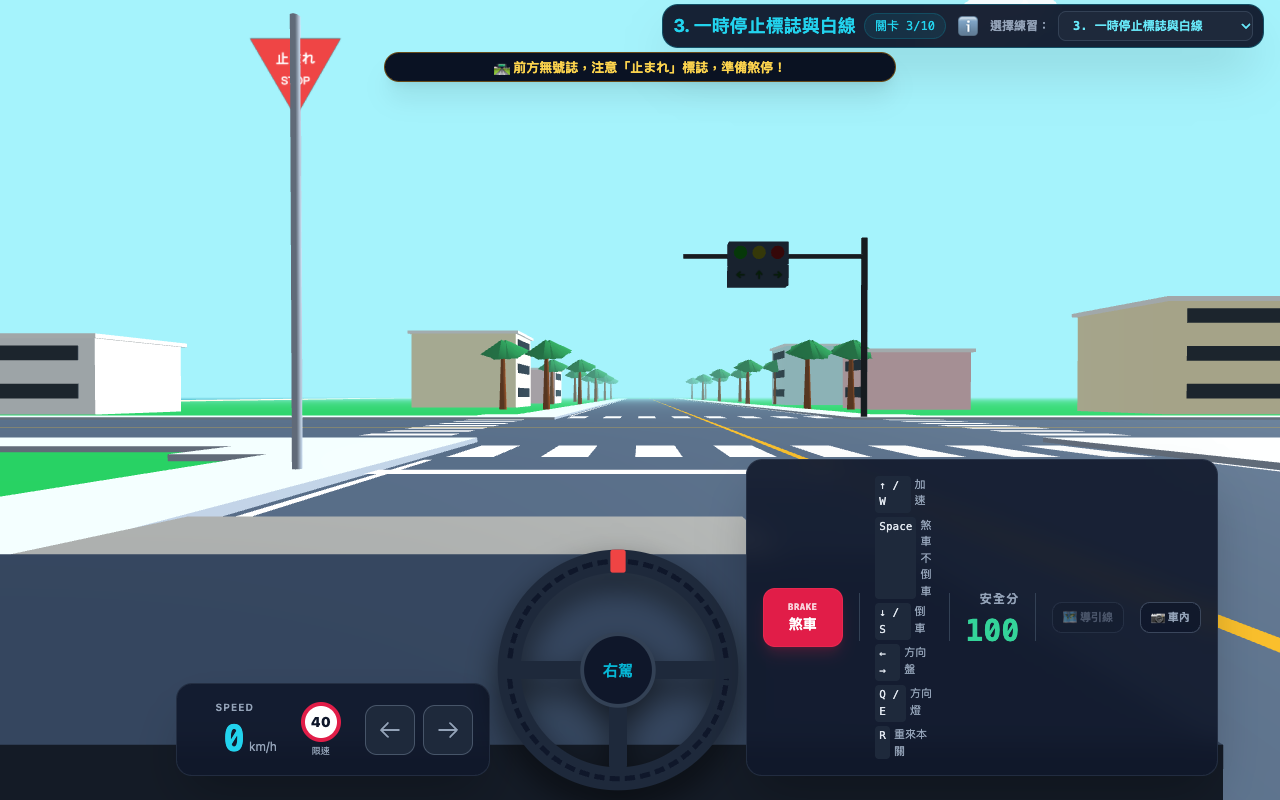 3. 一時停止標誌與白線
關卡 3/10
選擇練習：
3. 一時停止標誌與白線
前方無號誌，注意「止まれ」標誌，準備煞停！
止まれ
STOP
↑ / W 加速
Space 煞車不倒車
↓ / S 倒車
← → 方向盤
Q / E 方向燈
R 重來本關
BRAKE
煞車
安全分
100
導引線
車內
右駕
SPEED
0 km/h
40
限速
← →